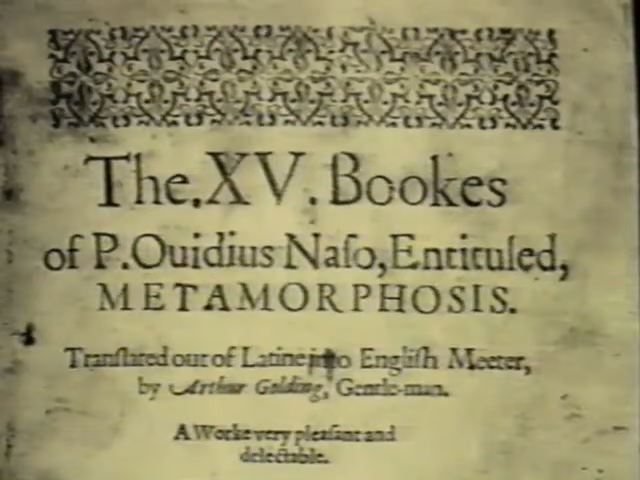 The.XV.Bookes
of P.Ouidius Naſo,Entituled,
METAMORPHOSIS.
Tranſlated out of Latine into Engliſh Meeter,
by Arthur Golding, Gentle-man.
A Worke very pleaſant and
delectable.